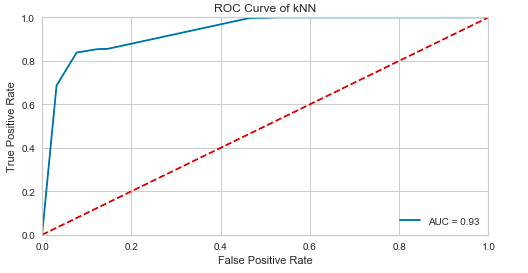 ROC Curve of kNN
1.0
0.8
0.6
0.4
0.2
0.0
True Positive Rate
AUC = 0.93
0.0 0.2 0.4 0.6 0.8 1.0
False Positive Rate